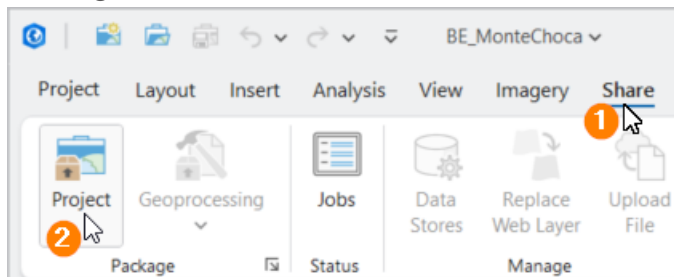 BE_MonteChoca
Project Layout Insert Analysis View Imagery Share
1
Project Geoprocessing Jobs Data Stores Replace Web Layer Upload File
2
Package Status Manage